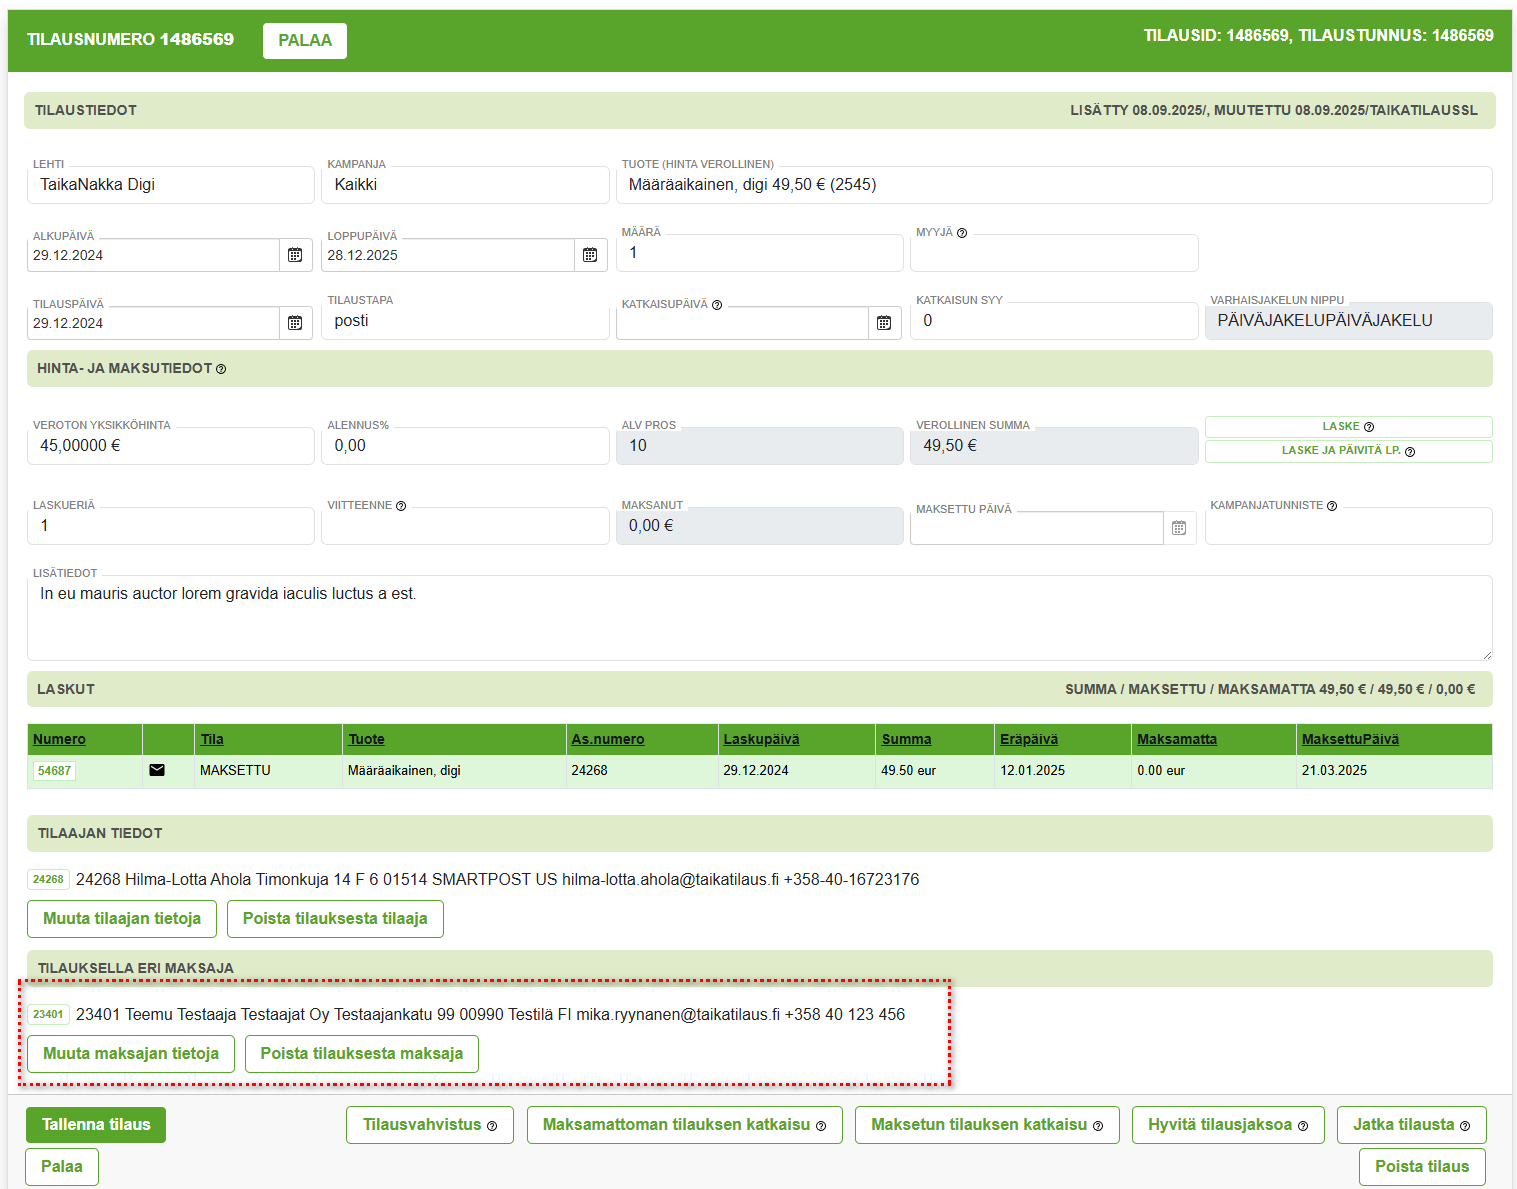 TILAUSNUMERO 1486569 PALAA TILAUSID: 1486569, TILAUSTUNNUS: 1486569
TILAUSTIEDOT LISÄTTY 08.09.2025/, MUUTETTU 08.09.2025/TAIKATILAUSSL
LEHTI KAMPANJA TUOTE (HINTA VEROLLINEN)
TaikaNakka Digi Kaikki Määräaikainen, digi 49,50 € (2545)
ALKUPÄIVÄ LOPPUPÄIVÄ MÄÄRÄ MYYJÄ
29.12.2024 28.12.2025 1
TILAUSPÄIVÄ TILAUSTAPA KATKAISUPÄIVÄ KATKAISUN SYY VARHAISJAKELUN NIPPU
29.12.2024 posti 0 PÄIVÄJAKELUPÄIVÄJAKELU
HINTA- JA MAKSUTIEDOT
VEROTON YKSIKKÖHINTA ALENNUS% ALV PROS VEROLLINEN SUMMA LASKE
45,00000 € 0,00 10 49,50 € LASKE JA PÄIVITÄ LP.
LASKUERIÄ VIITTEENNE MAKSANUT MAKSETTU PÄIVÄ KAMPANJATUNNISTE
1 0,00 €
LISÄTIEDOT
In eu mauris auctor lorem gravida iaculis luctus a est.
LASKUT SUMMA / MAKSETTU / MAKSAMATTA 49,50 € / 49,50 € / 0,00 €
Numero Tila Tuote As.numero Laskupäivä Summa Eräpäivä Maksamatta MaksettuPäivä
54687 MAKSETTU Määräaikainen, digi 24268 29.12.2024 49.50 eur 12.01.2025 0.00 eur 21.03.2025
TILAAJAN TIEDOT
24268 24268 Hilma-Lotta Ahola Timonkuja 14 F 6 01514 SMARTPOST US hilma-lotta.ahola@taikatilaus.fi +358-40-16723176
Muuta tilaajan tietoja Poista tilauksesta tilaaja
TILAUKSELLA ERI MAKSAJA
23401 23401 Teemu Testaaja Testaajat Oy Testaajankatu 99 00990 Testilä FI mika.ryynanen@taikatilaus.fi +358 40 123 456
Muuta maksajan tietoja Poista tilauksesta maksaja
Tallenna tilaus Tilausvahvistus Maksamattoman tilauksen katkaisu Maksetun tilauksen katkaisu Hyvitä tilausjaksoa Jatka tilausta
Palaa Poista tilaus